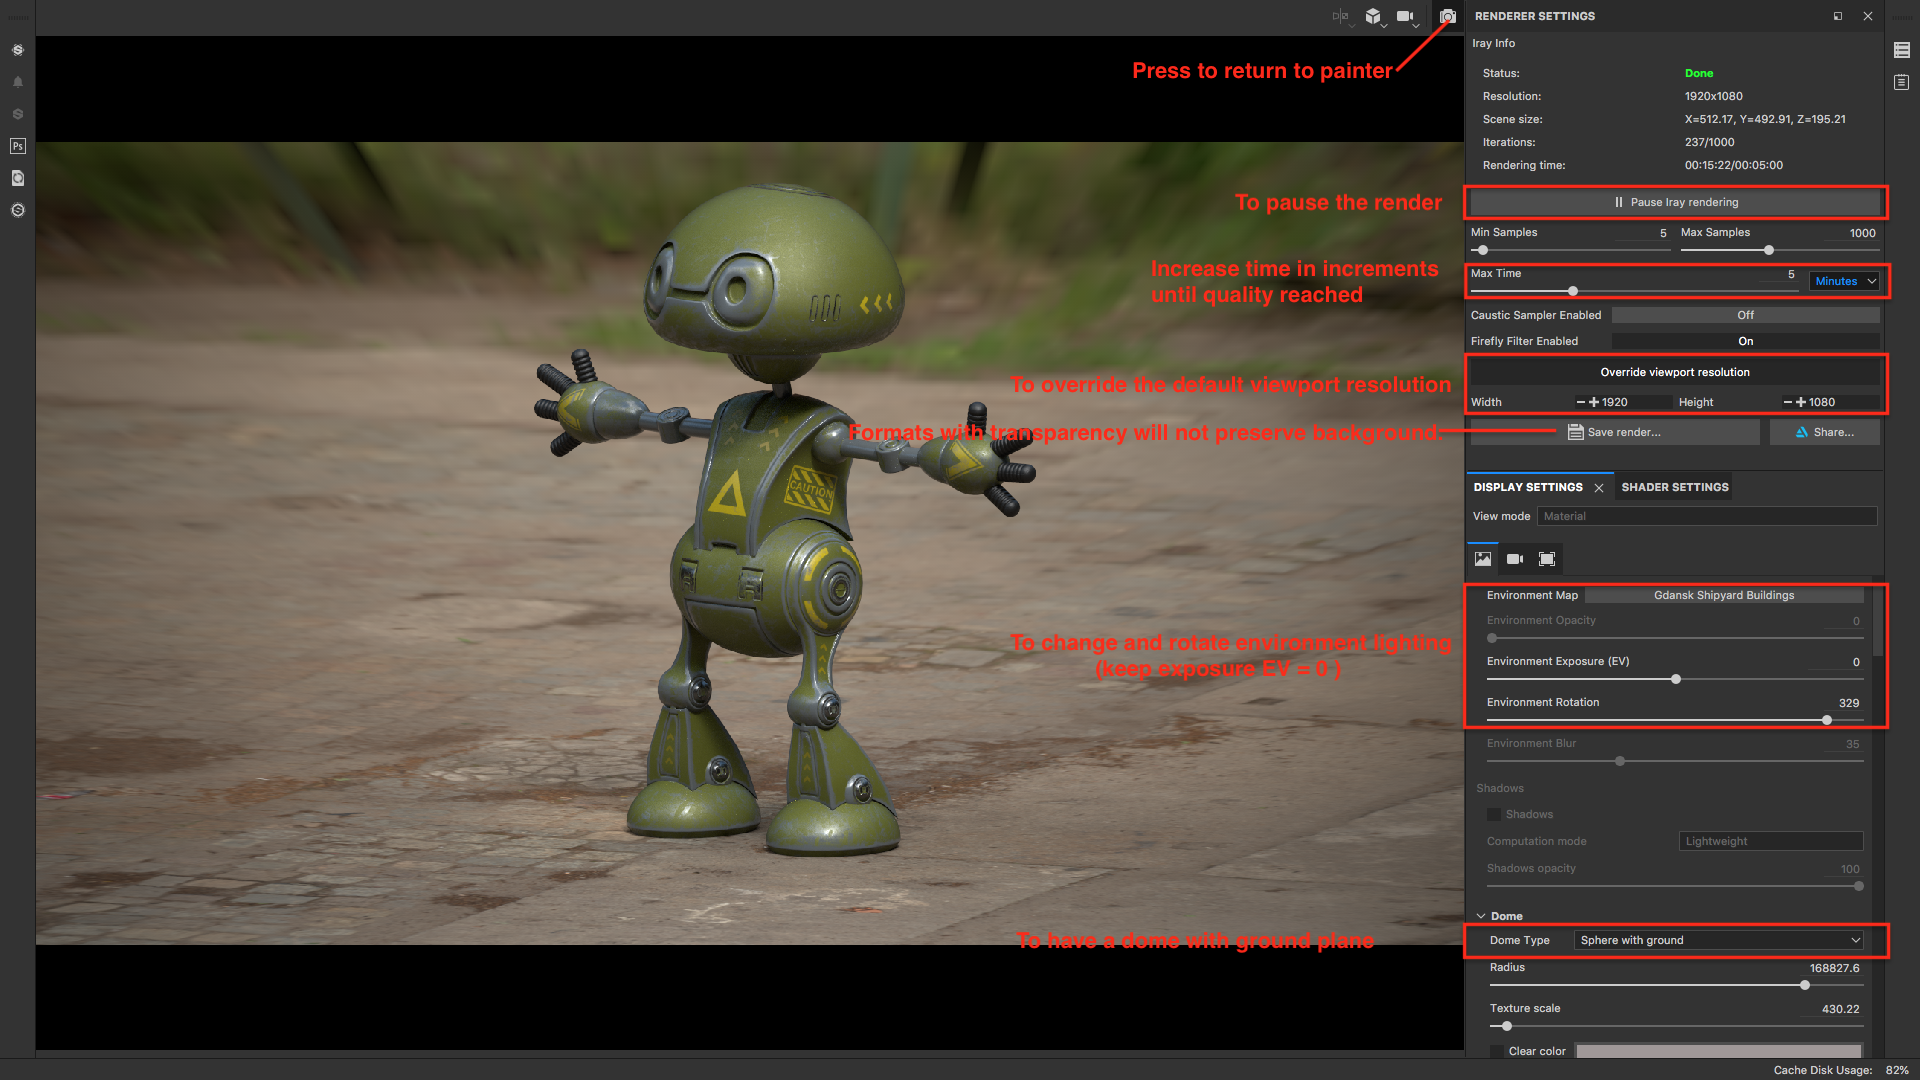 RENDERER SETTINGS
Iray Info
Press to return to painter
Status: Done
Resolution: 1920x1080
Scene size: X=512.17, Y=492.91, Z=195.21
Iterations: 237/1000
Rendering time: 00:15:22/00:05:00
Ps
To pause the render
Pause Iray rendering
Min Samples 5 Max Samples 1000
Increase time in increments
until quality reached
Max Time 5 Minutes
Caustic Sampler Enabled Off
Firefly Filter Enabled On
To override the default viewport resolution
Override viewport resolution
Width 1920 Height 1080
Formats with transparency will not preserve background
Save render... Share...
CAUTION
DISPLAY SETTINGS SHADER SETTINGS
View mode Material
Environment Map Gdansk Shipyard Buildings
Environment Opacity 0
To change and rotate environment lighting
(keep exposure EV = 0 )
Environment Exposure (EV) 0
Environment Rotation 329
Environment Blur 35
Shadows
Shadows
Computation mode Lightweight
Shadows opacity 100
Dome
To have a dome with ground plane
Dome Type Sphere with ground
Radius 168827.6
Texture scale 430.22
Clear color
Cache Disk Usage: 82%